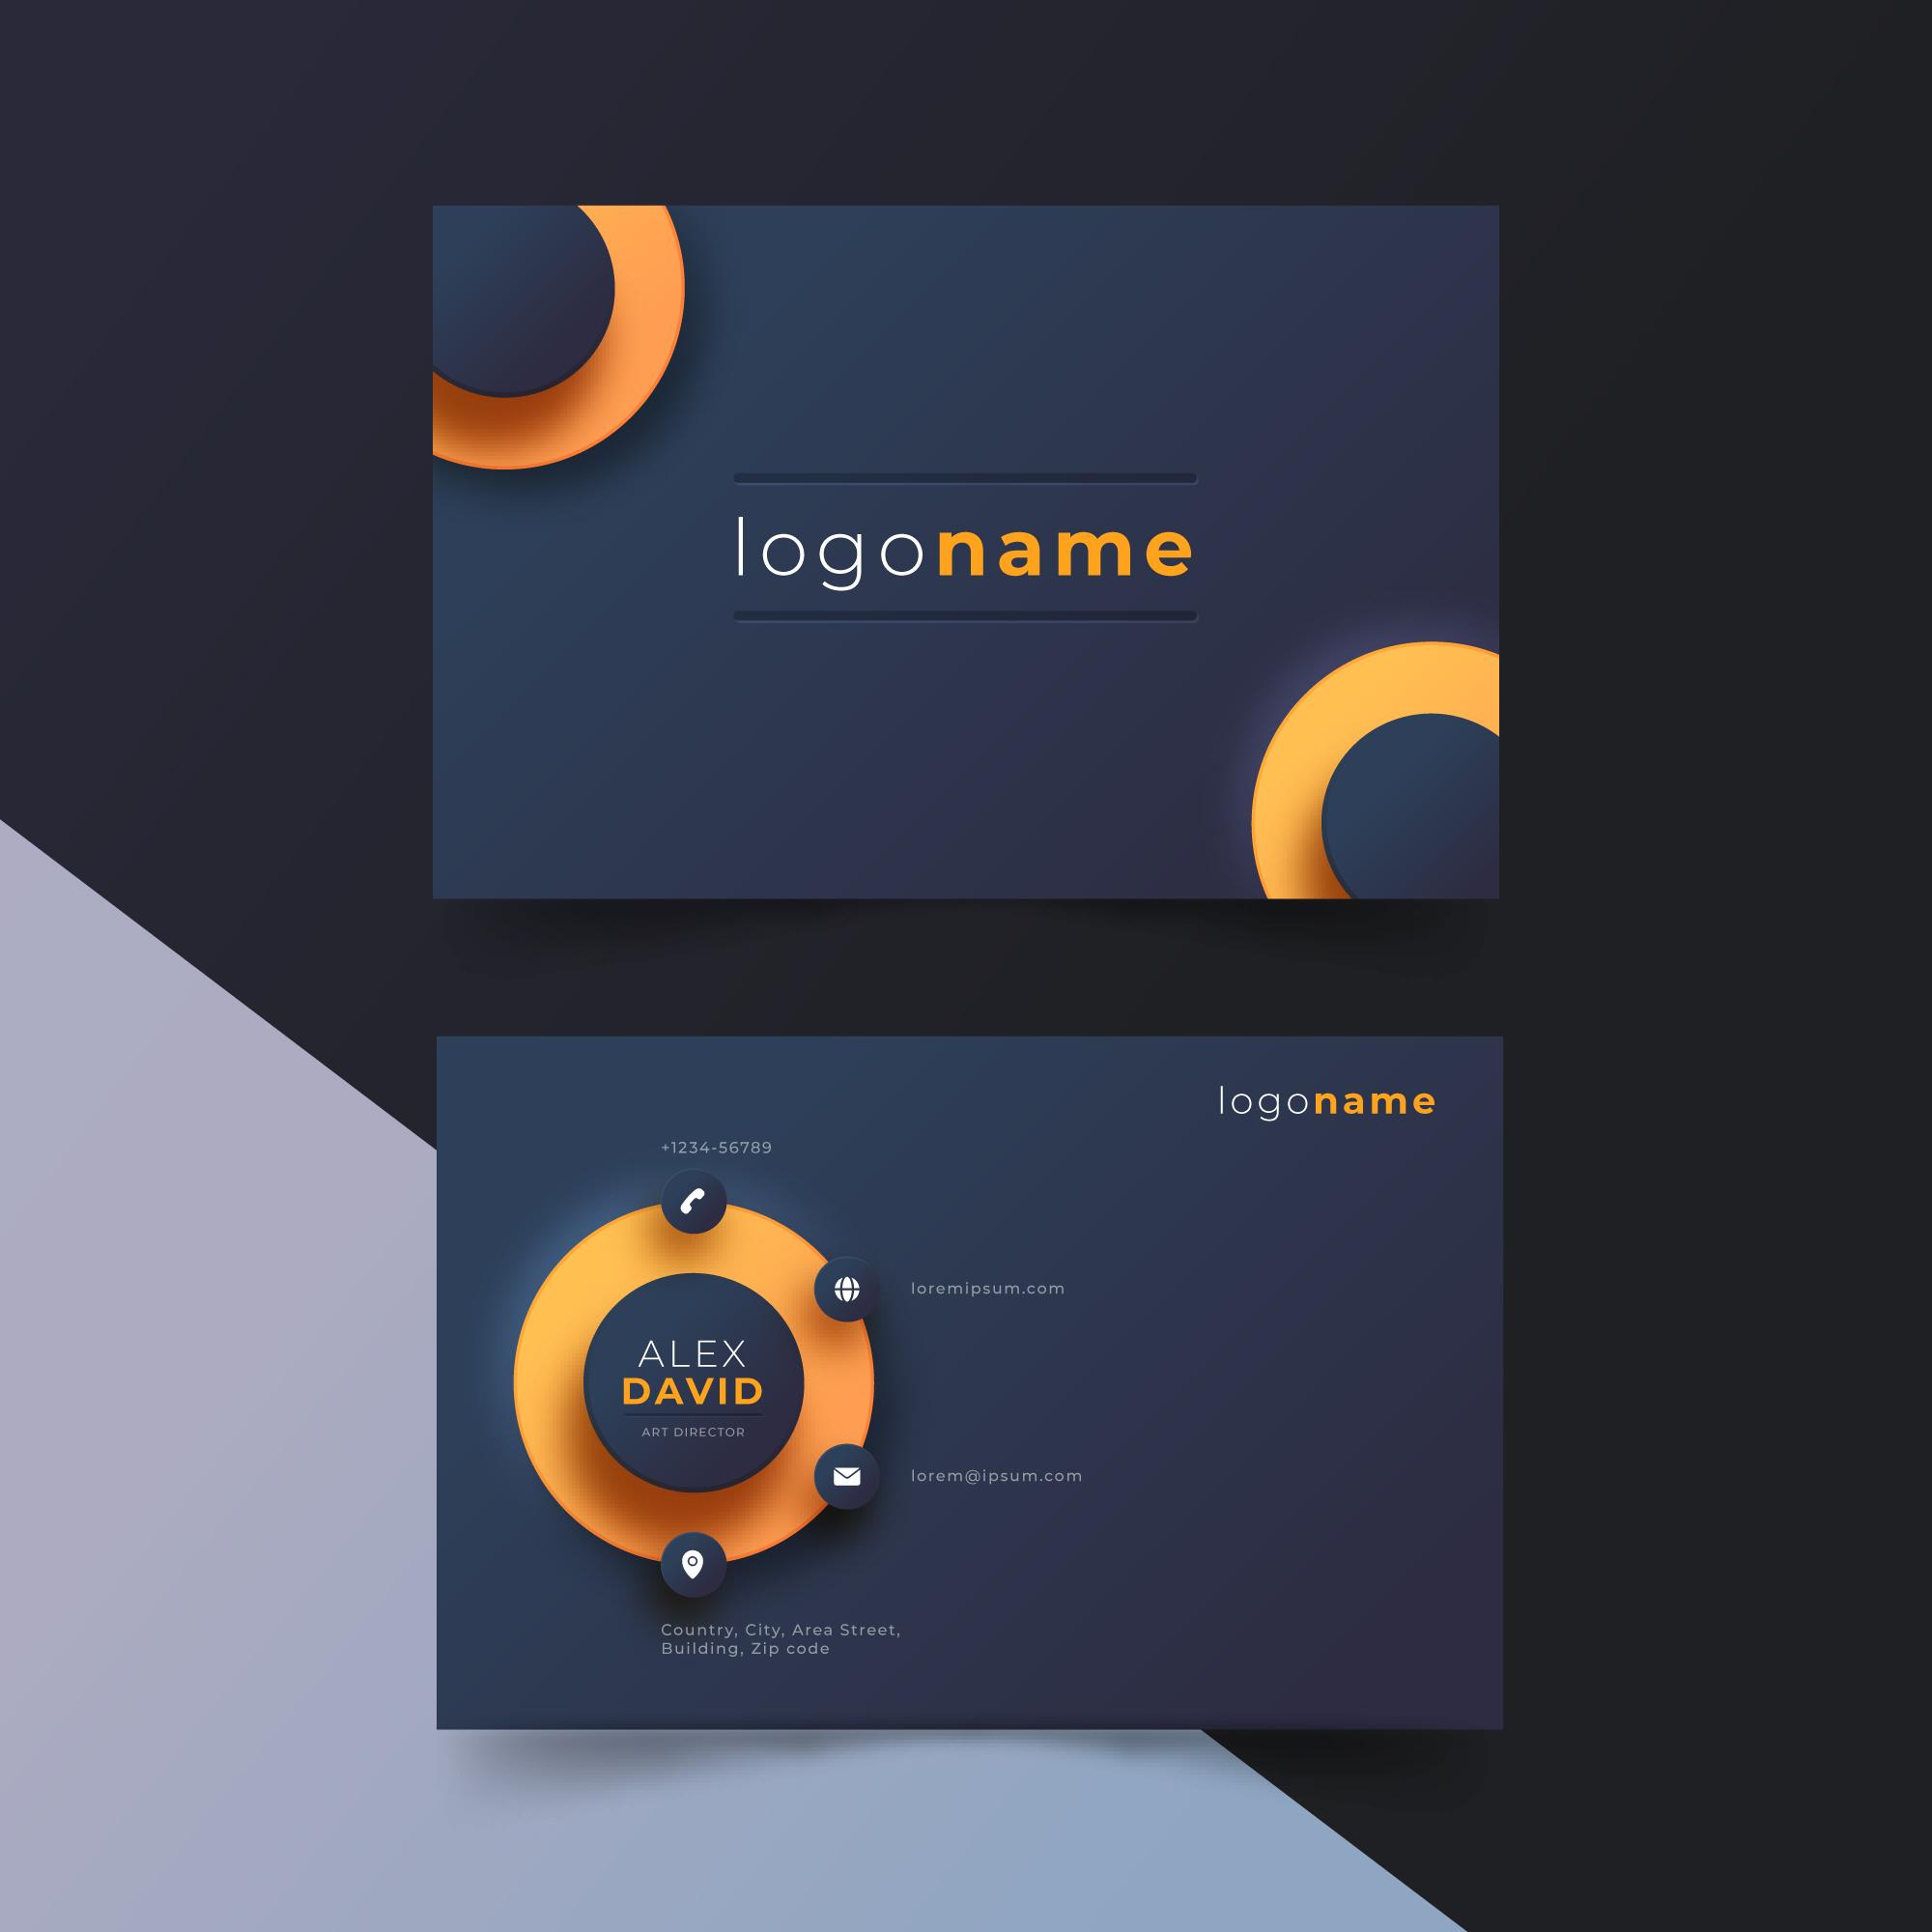 logoname
logoname
+1234-56789
loremipsum.com
ALEX
DAVID
ART DIRECTOR
lorem@ipsum.com
Country, City, Area Street,
Building, Zip code